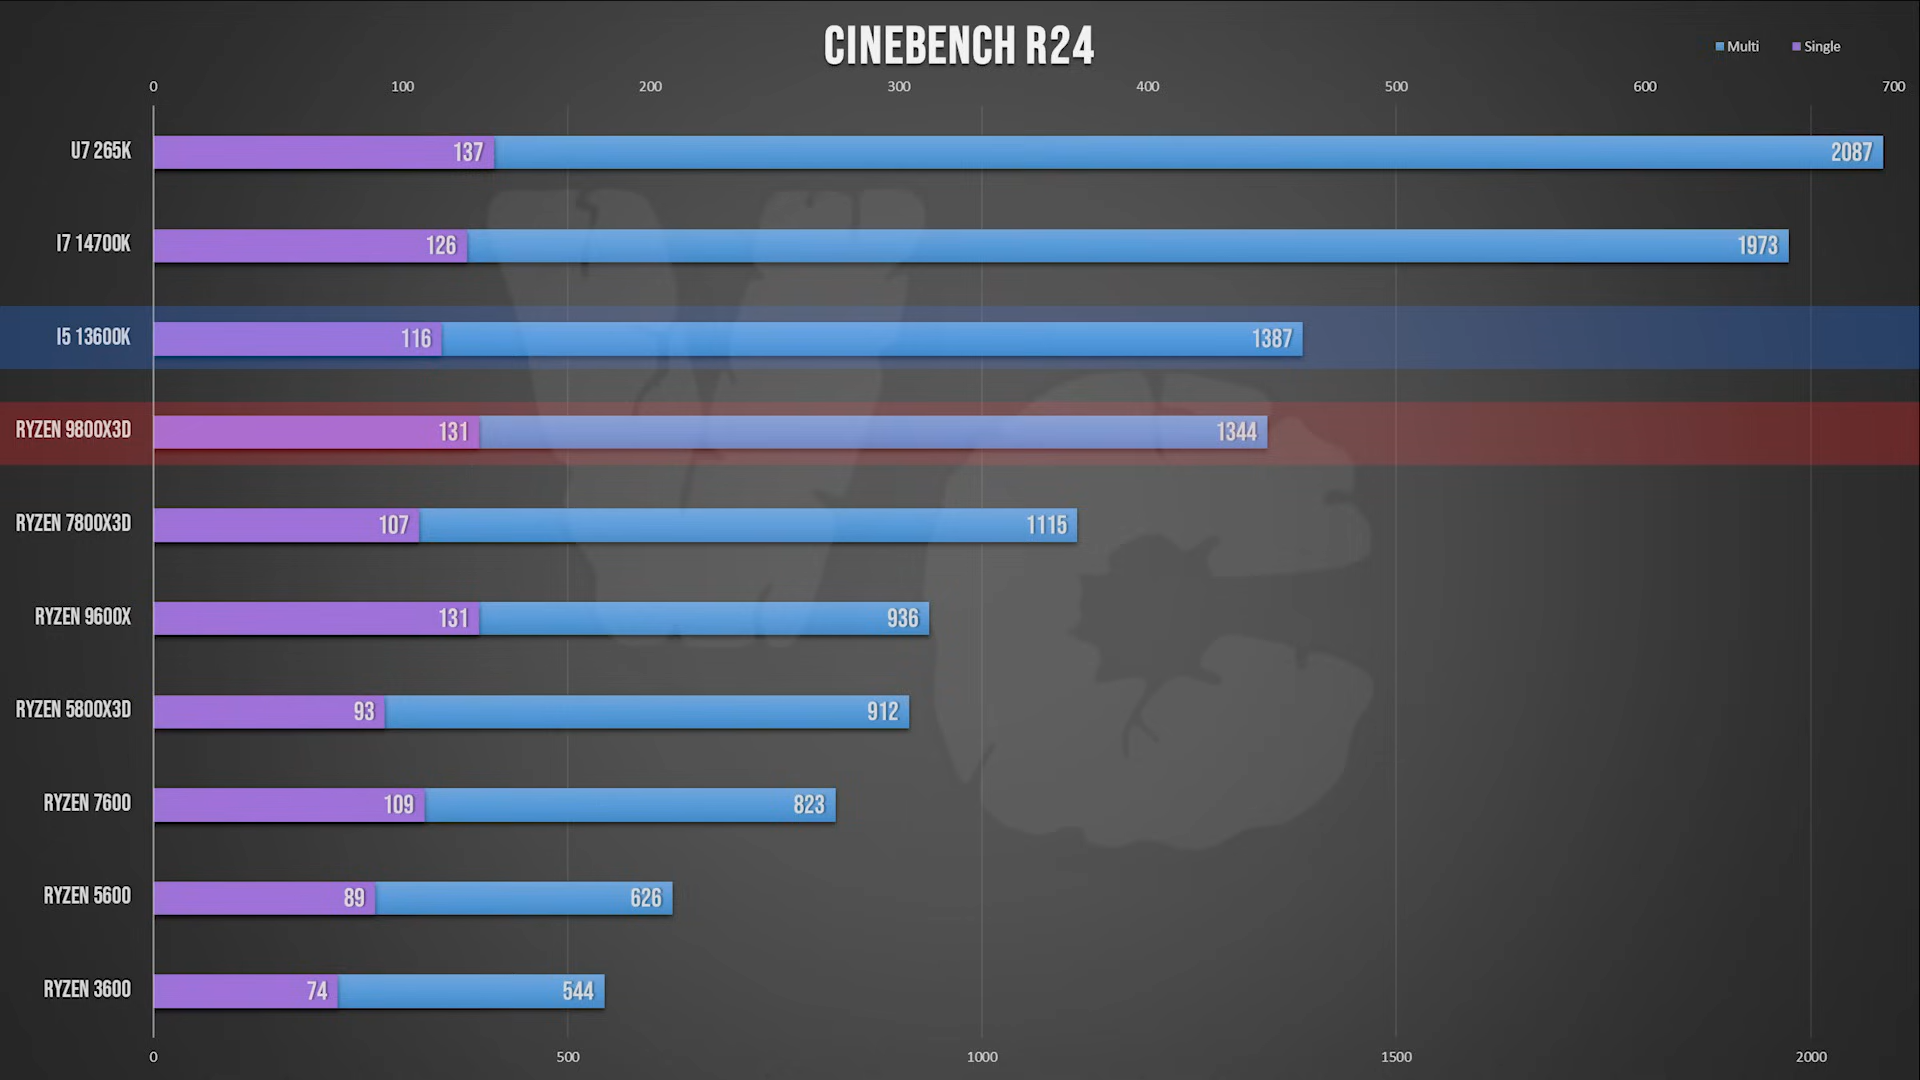 CINEBENCH R24
Multi Single
0 100 200 300 400 500 600 700
U7 265K 137 2087
I7 14700K 126 1973
I5 13600K 116 1387
RYZEN 9800X3D 131 1344
RYZEN 7800X3D 107 1115
RYZEN 9600X 131 936
RYZEN 5800X3D 93 912
RYZEN 7600 109 823
RYZEN 5600 89 626
RYZEN 3600 74 544
0 500 1000 1500 2000